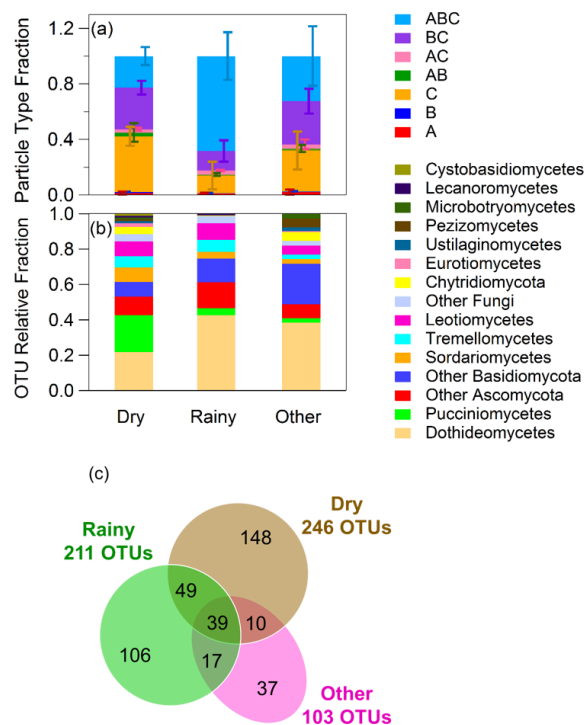 (a)
Particle Type Fraction
1.2
0.8
0.4
0.0
ABC
BC
AC
AB
C
B
A
(b)
OTU Relative Fraction
1.0
0.8
0.6
0.4
0.2
0.0
Dry
Rainy
Other
Cystobasidiomycetes
Lecanoromycetes
Microbotryomycetes
Pezizomycetes
Ustilaginomycetes
Eurotiomycetes
Chytridiomycota
Other Fungi
Leotiomycetes
Tremellomycetes
Sordariomycetes
Other Basidiomycota
Other Ascomycota
Pucciniomycetes
Dothideomycetes
(c)
Rainy
211 OTUs
Dry
246 OTUs
148
49
39
10
106
17
37
Other
103 OTUs